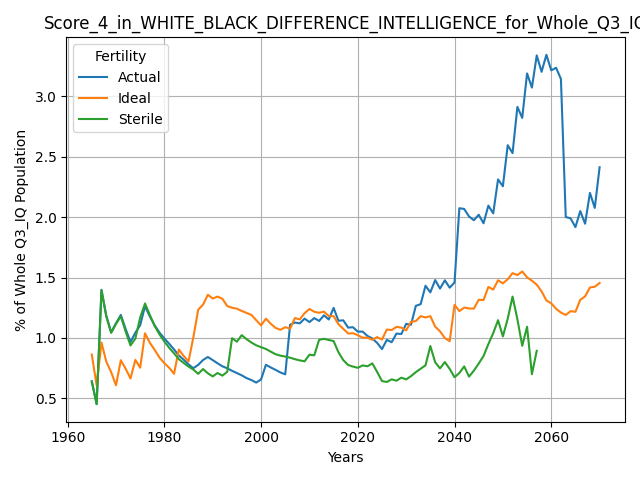 Score_4_in_WHITE_BLACK_DIFFERENCE_INTELLIGENCE_for_Whole_Q3_IQ
Fertility
Actual
Ideal
Sterile
% of Whole Q3_IQ Population
3.0
2.5
2.0
1.5
1.0
0.5
1960 1980 2000 2020 2040 2060
Years